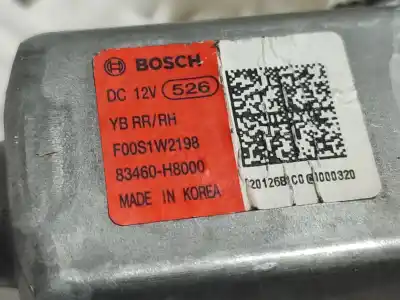 BOSCH
DC 12V 526
YB RR/RH
F00S1W2198
83460-H8000
MADE IN KOREA